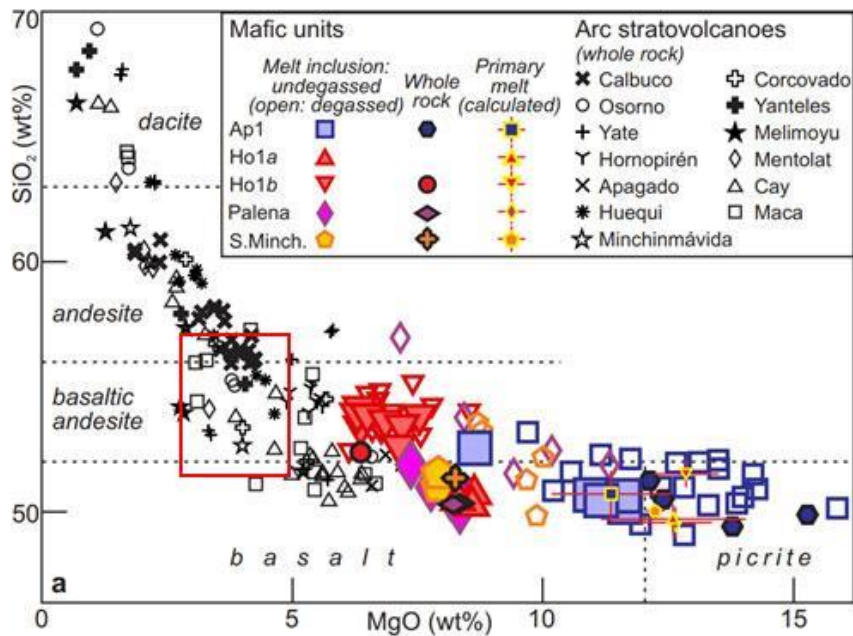 70
60
50
SiO₂ (wt%)
Mafic units
Melt inclusion:
undegassed
(open: degassed)
Whole
rock
Primary
melt
(calculated)
Ap1
Ho1a
Ho1b
Palena
S.Minch.
Arc stratovolcanoes
(whole rock)
Calbuco
Osorno
Yate
Hornopirén
Apagado
Huequi
Minchinmávida
Corcovado
Yanteles
Melimoyu
Mentolat
Cay
Maca
dacite
andesite
basaltic
andesite
basalt
picrite
a
0
5
10
15
MgO (wt%)